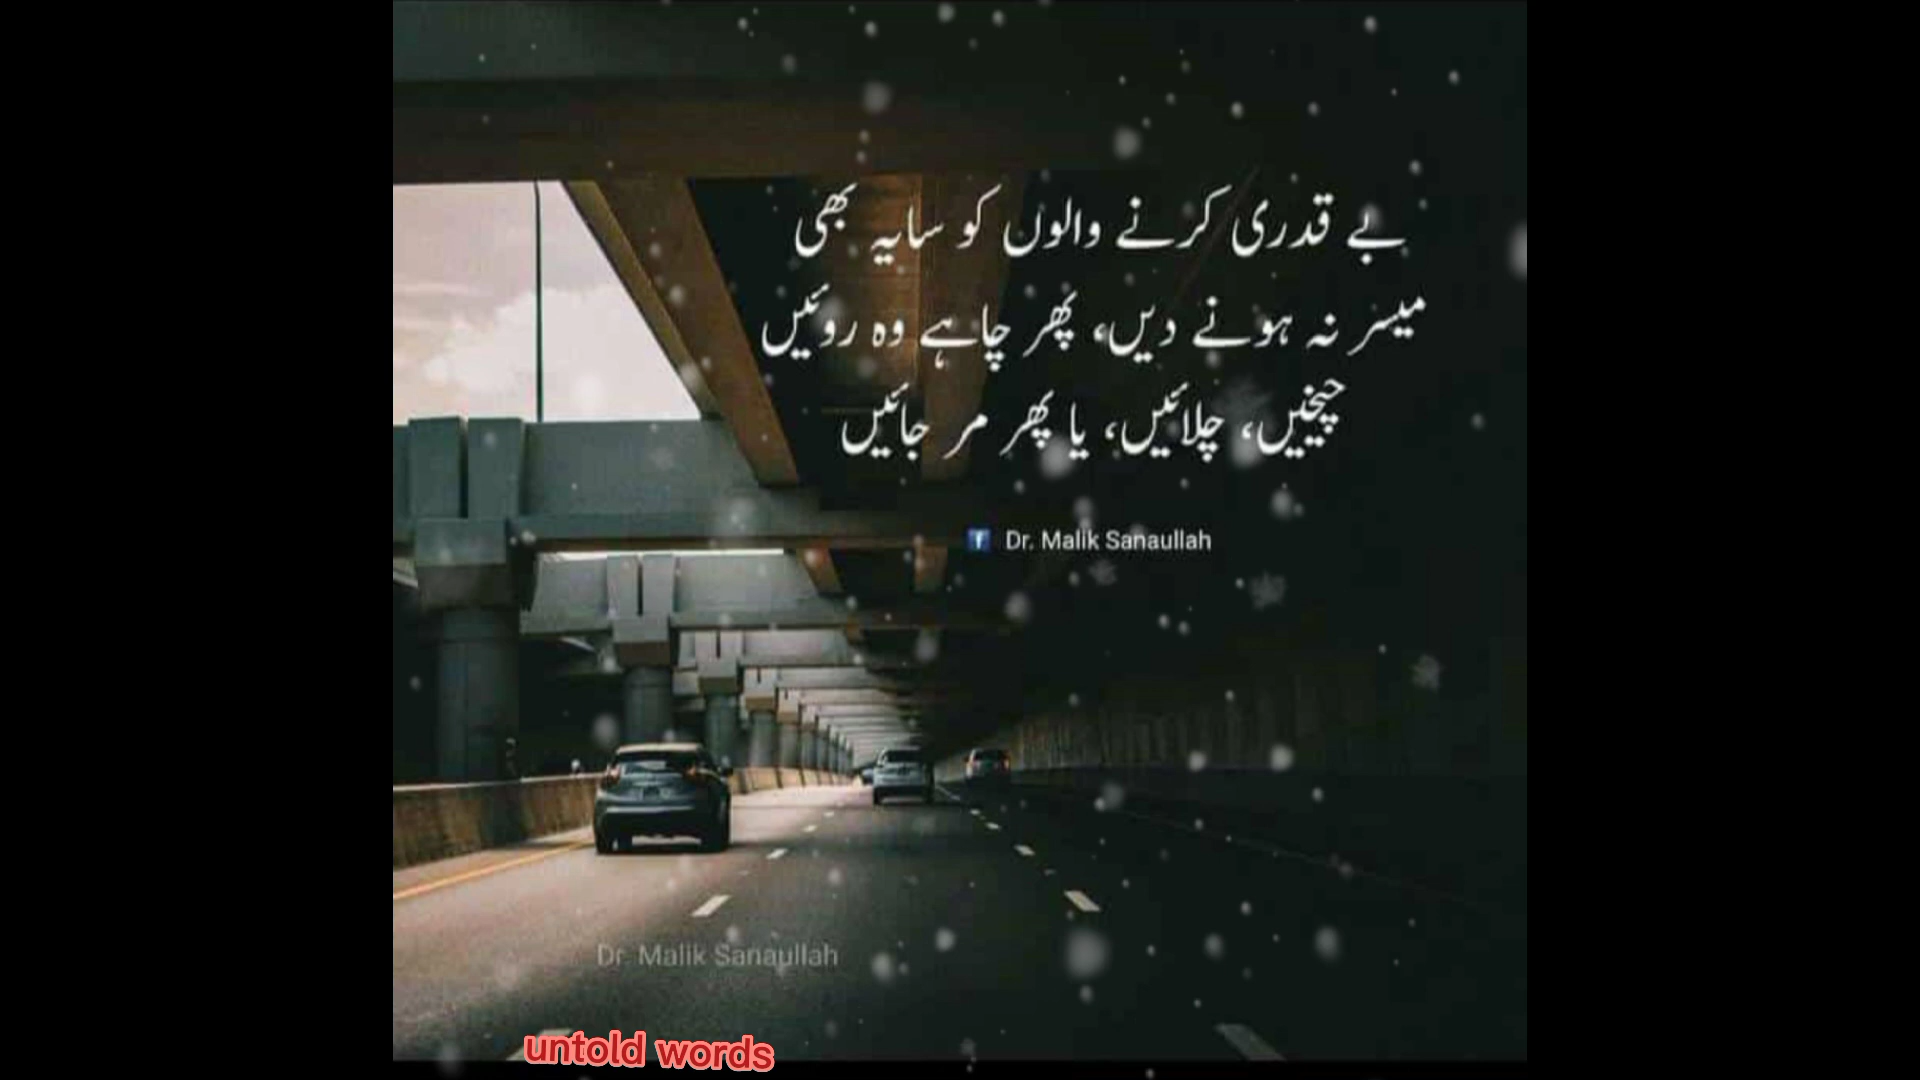 بے قدری کرنے والوں کو سایہ بھی
میسر نہ ہونے دیں، پھر چاہے وہ روئیں
چیخیں، چلائیں، یا پھر مر جائیں
f Dr. Malik Sanaullah
Dr. Malik Sanaullah
untold words